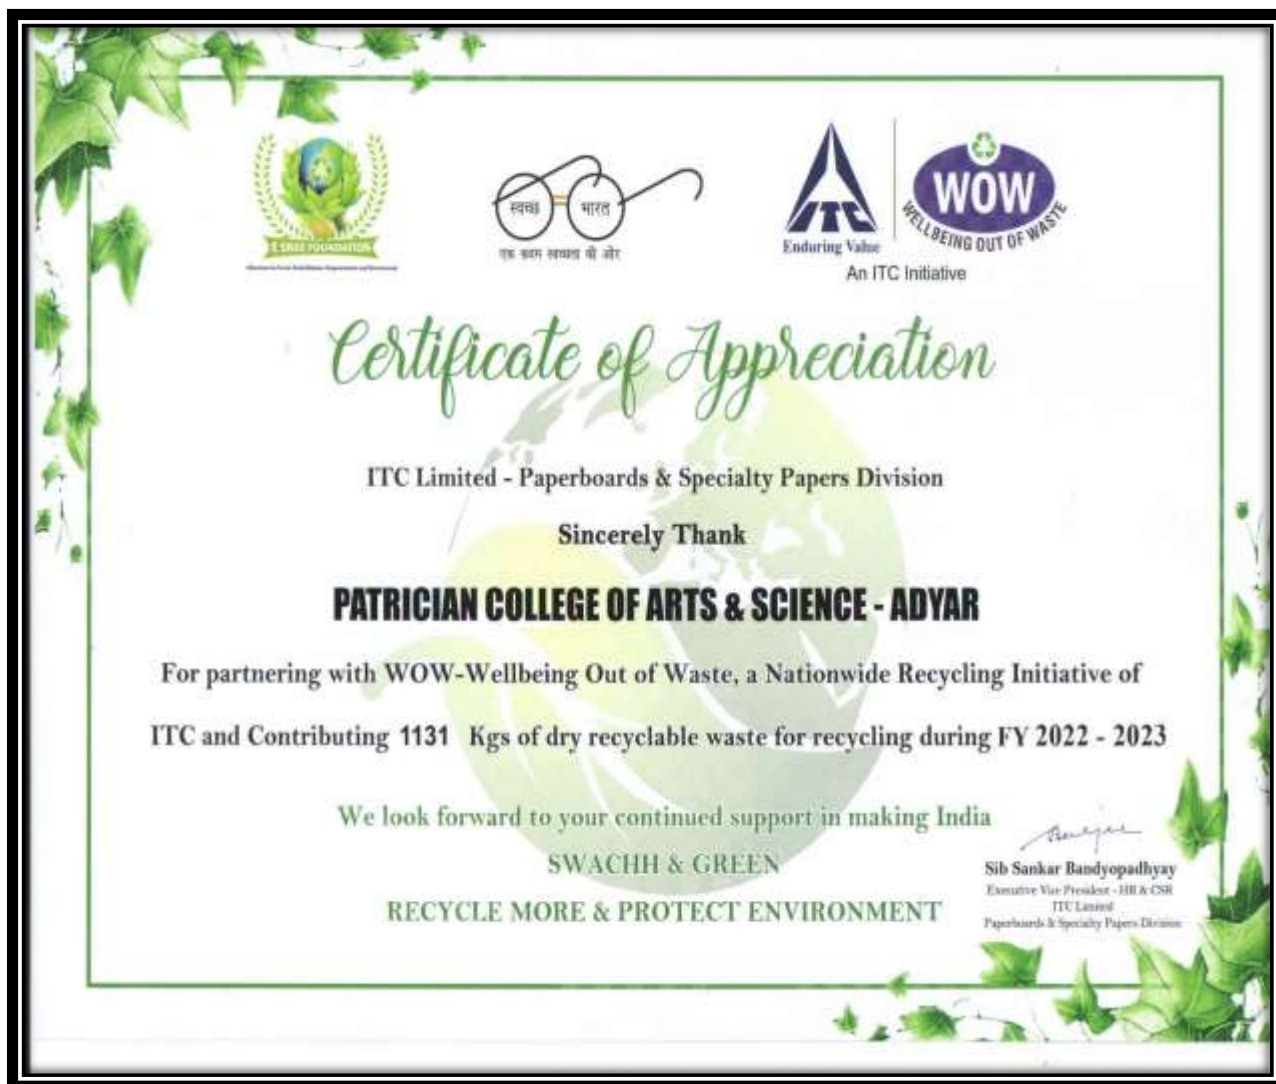 E SREE FOUNDATION
स्वच्छ भारत
एक कदम स्वच्छता की ओर
ITC
Enduring Value
WOW
WELLBEING OUT OF WASTE
An ITC Initiative
Certificate of Appreciation
ITC Limited - Paperboards & Specialty Papers Division
Sincerely Thank
PATRICIAN COLLEGE OF ARTS & SCIENCE - ADYAR
For partnering with WOW-Wellbeing Out of Waste, a Nationwide Recycling Initiative of
ITC and Contributing 1131 Kgs of dry recyclable waste for recycling during FY 2022 - 2023
We look forward to your continued support in making India
SWACHH & GREEN
RECYCLE MORE & PROTECT ENVIRONMENT
Sib Sankar Bandyopadhyay
Executive Vice President - HR & CSR
ITC Limited
Paperboards & Specialty Papers Division